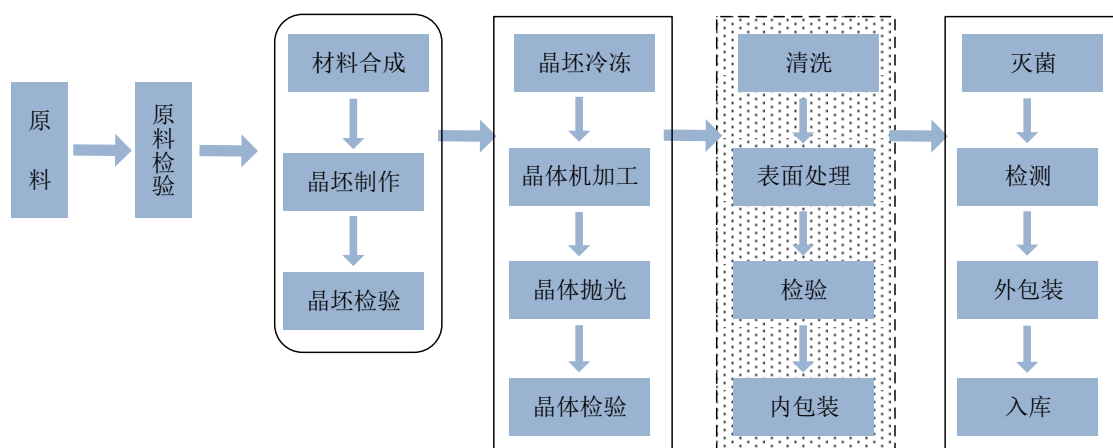 原料
原料检验
材料合成
晶坯制作
晶坯检验
晶坯冷冻
晶体机加工
晶体抛光
晶体检验
清洗
表面处理
检验
内包装
灭菌
检测
外包装
入库